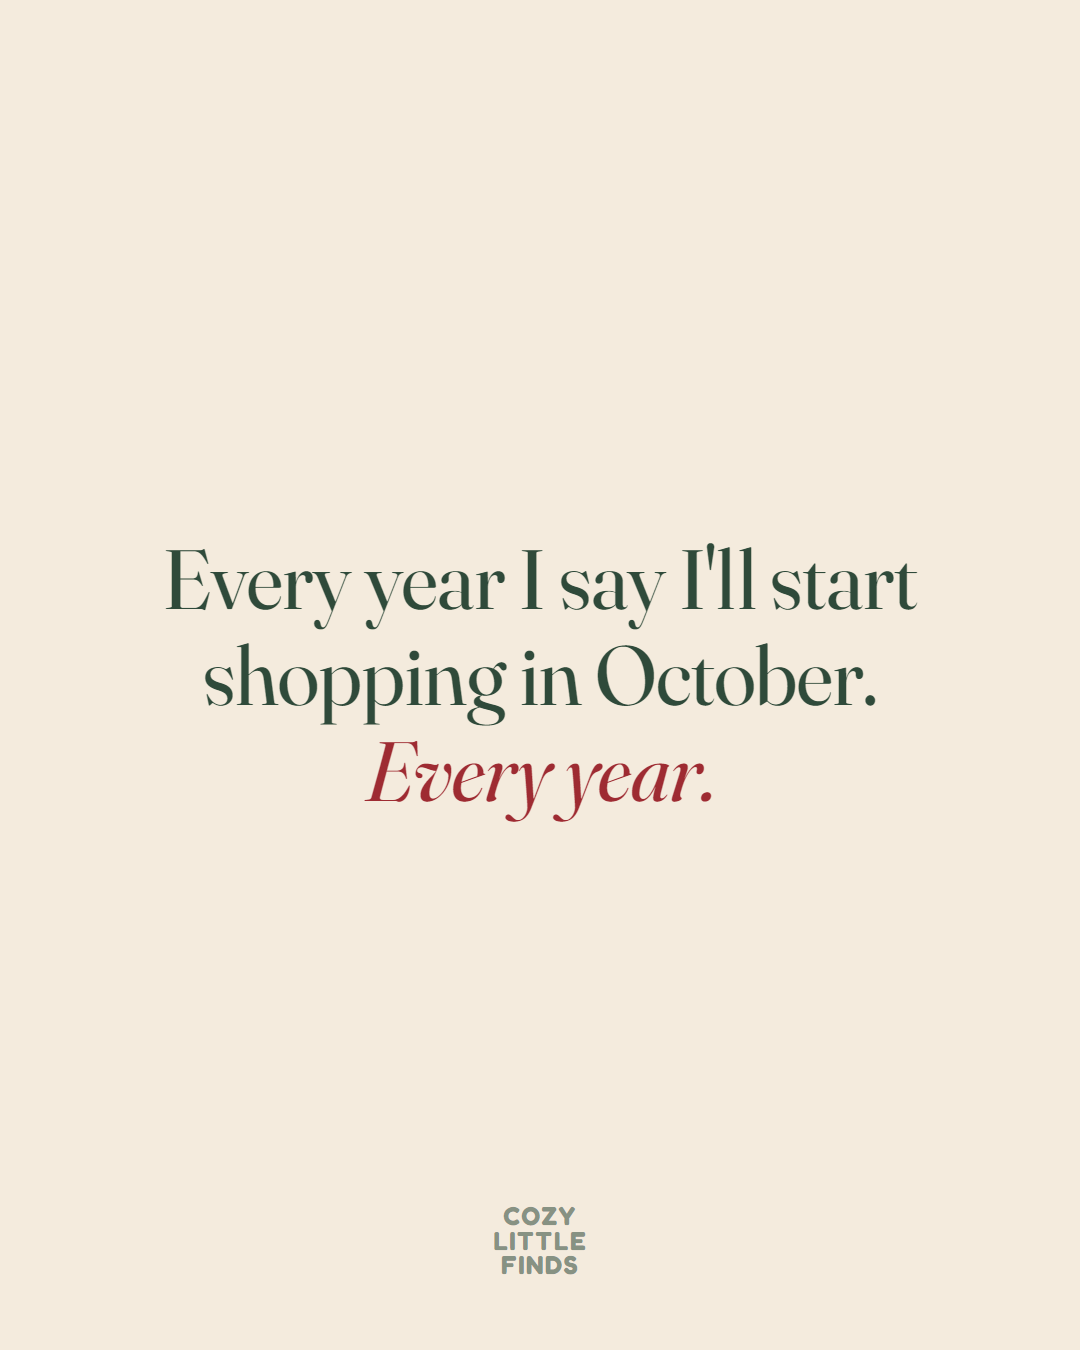 Every year I say I'll start
shopping in October.
Every year.
COZY
LITTLE
FINDS